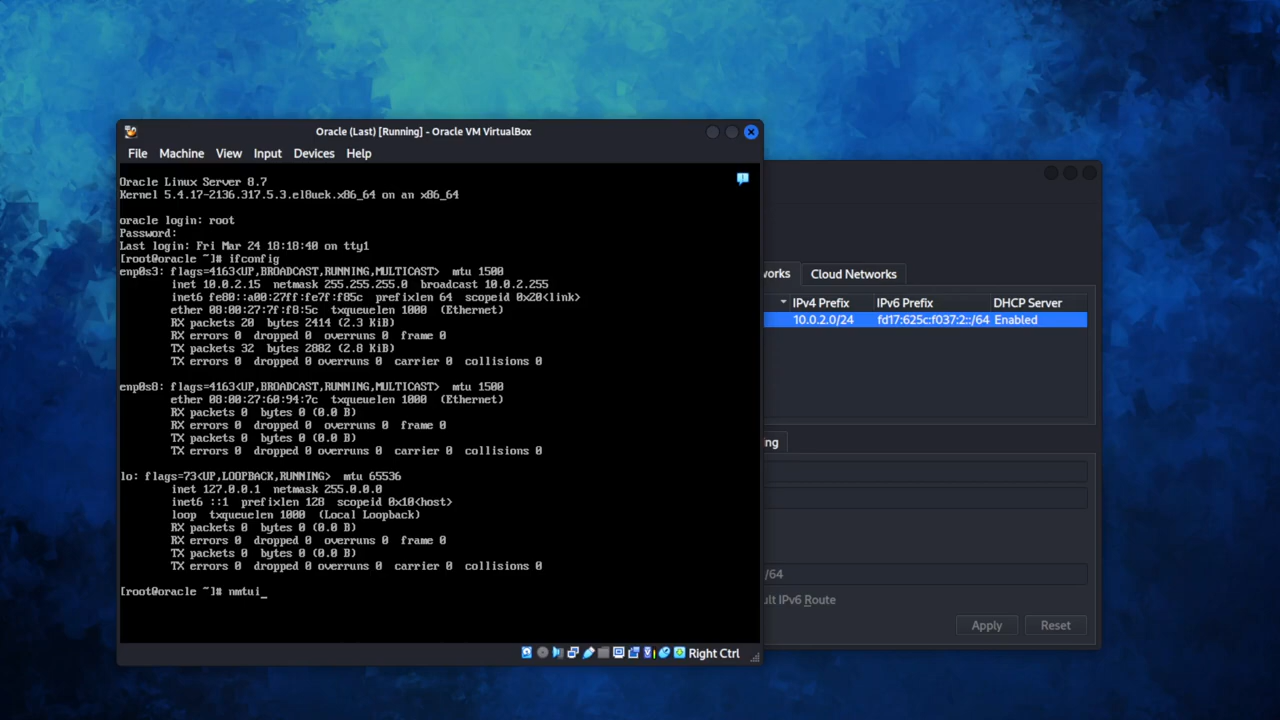 Oracle (Last) [Running] - Oracle VM VirtualBox
File Machine View Input Devices Help
Oracle Linux Server 8.7
Kernel 5.4.17-2136.317.5.3.el8uek.x86_64 on an x86_64
oracle login: root
Password:
Last login: Fri Mar 24 18:18:40 on tty1
[root@oracle ~]# ifconfig
enp0s3: flags=4163<UP,BROADCAST,RUNNING,MULTICAST> mtu 1500
inet 10.0.2.15 netmask 255.255.255.0 broadcast 10.0.2.255
inet6 fe80::a00:27ff:fe7f:f85c prefixlen 64 scopeid 0x20<link>
ether 08:00:27:7f:f8:5c txqueuelen 1000 (Ethernet)
RX packets 20 bytes 2414 (2.3 KiB)
RX errors 0 dropped 0 overruns 0 frame 0
TX packets 32 bytes 2882 (2.8 KiB)
TX errors 0 dropped 0 overruns 0 carrier 0 collisions 0
enp0s8: flags=4163<UP,BROADCAST,RUNNING,MULTICAST> mtu 1500
ether 08:00:27:60:94:7c txqueuelen 1000 (Ethernet)
RX packets 0 bytes 0 (0.0 B)
RX errors 0 dropped 0 overruns 0 frame 0
TX packets 0 bytes 0 (0.0 B)
TX errors 0 dropped 0 overruns 0 carrier 0 collisions 0
lo: flags=73<UP,LOOPBACK,RUNNING> mtu 65536
inet 127.0.0.1 netmask 255.0.0.0
inet6 ::1 prefixlen 128 scopeid 0x10<host>
loop txqueuelen 1000 (Local Loopback)
RX packets 0 bytes 0 (0.0 B)
RX errors 0 dropped 0 overruns 0 frame 0
TX packets 0 bytes 0 (0.0 B)
TX errors 0 dropped 0 overruns 0 carrier 0 collisions 0
[root@oracle ~]# nmtui_
Right Ctrl
works Cloud Networks
IPv4 Prefix IPv6 Prefix DHCP Server
10.0.2.0/24 fd17:625c:f037:2::/64 Enabled
ng
/64
ult IPv6 Route
Apply Reset